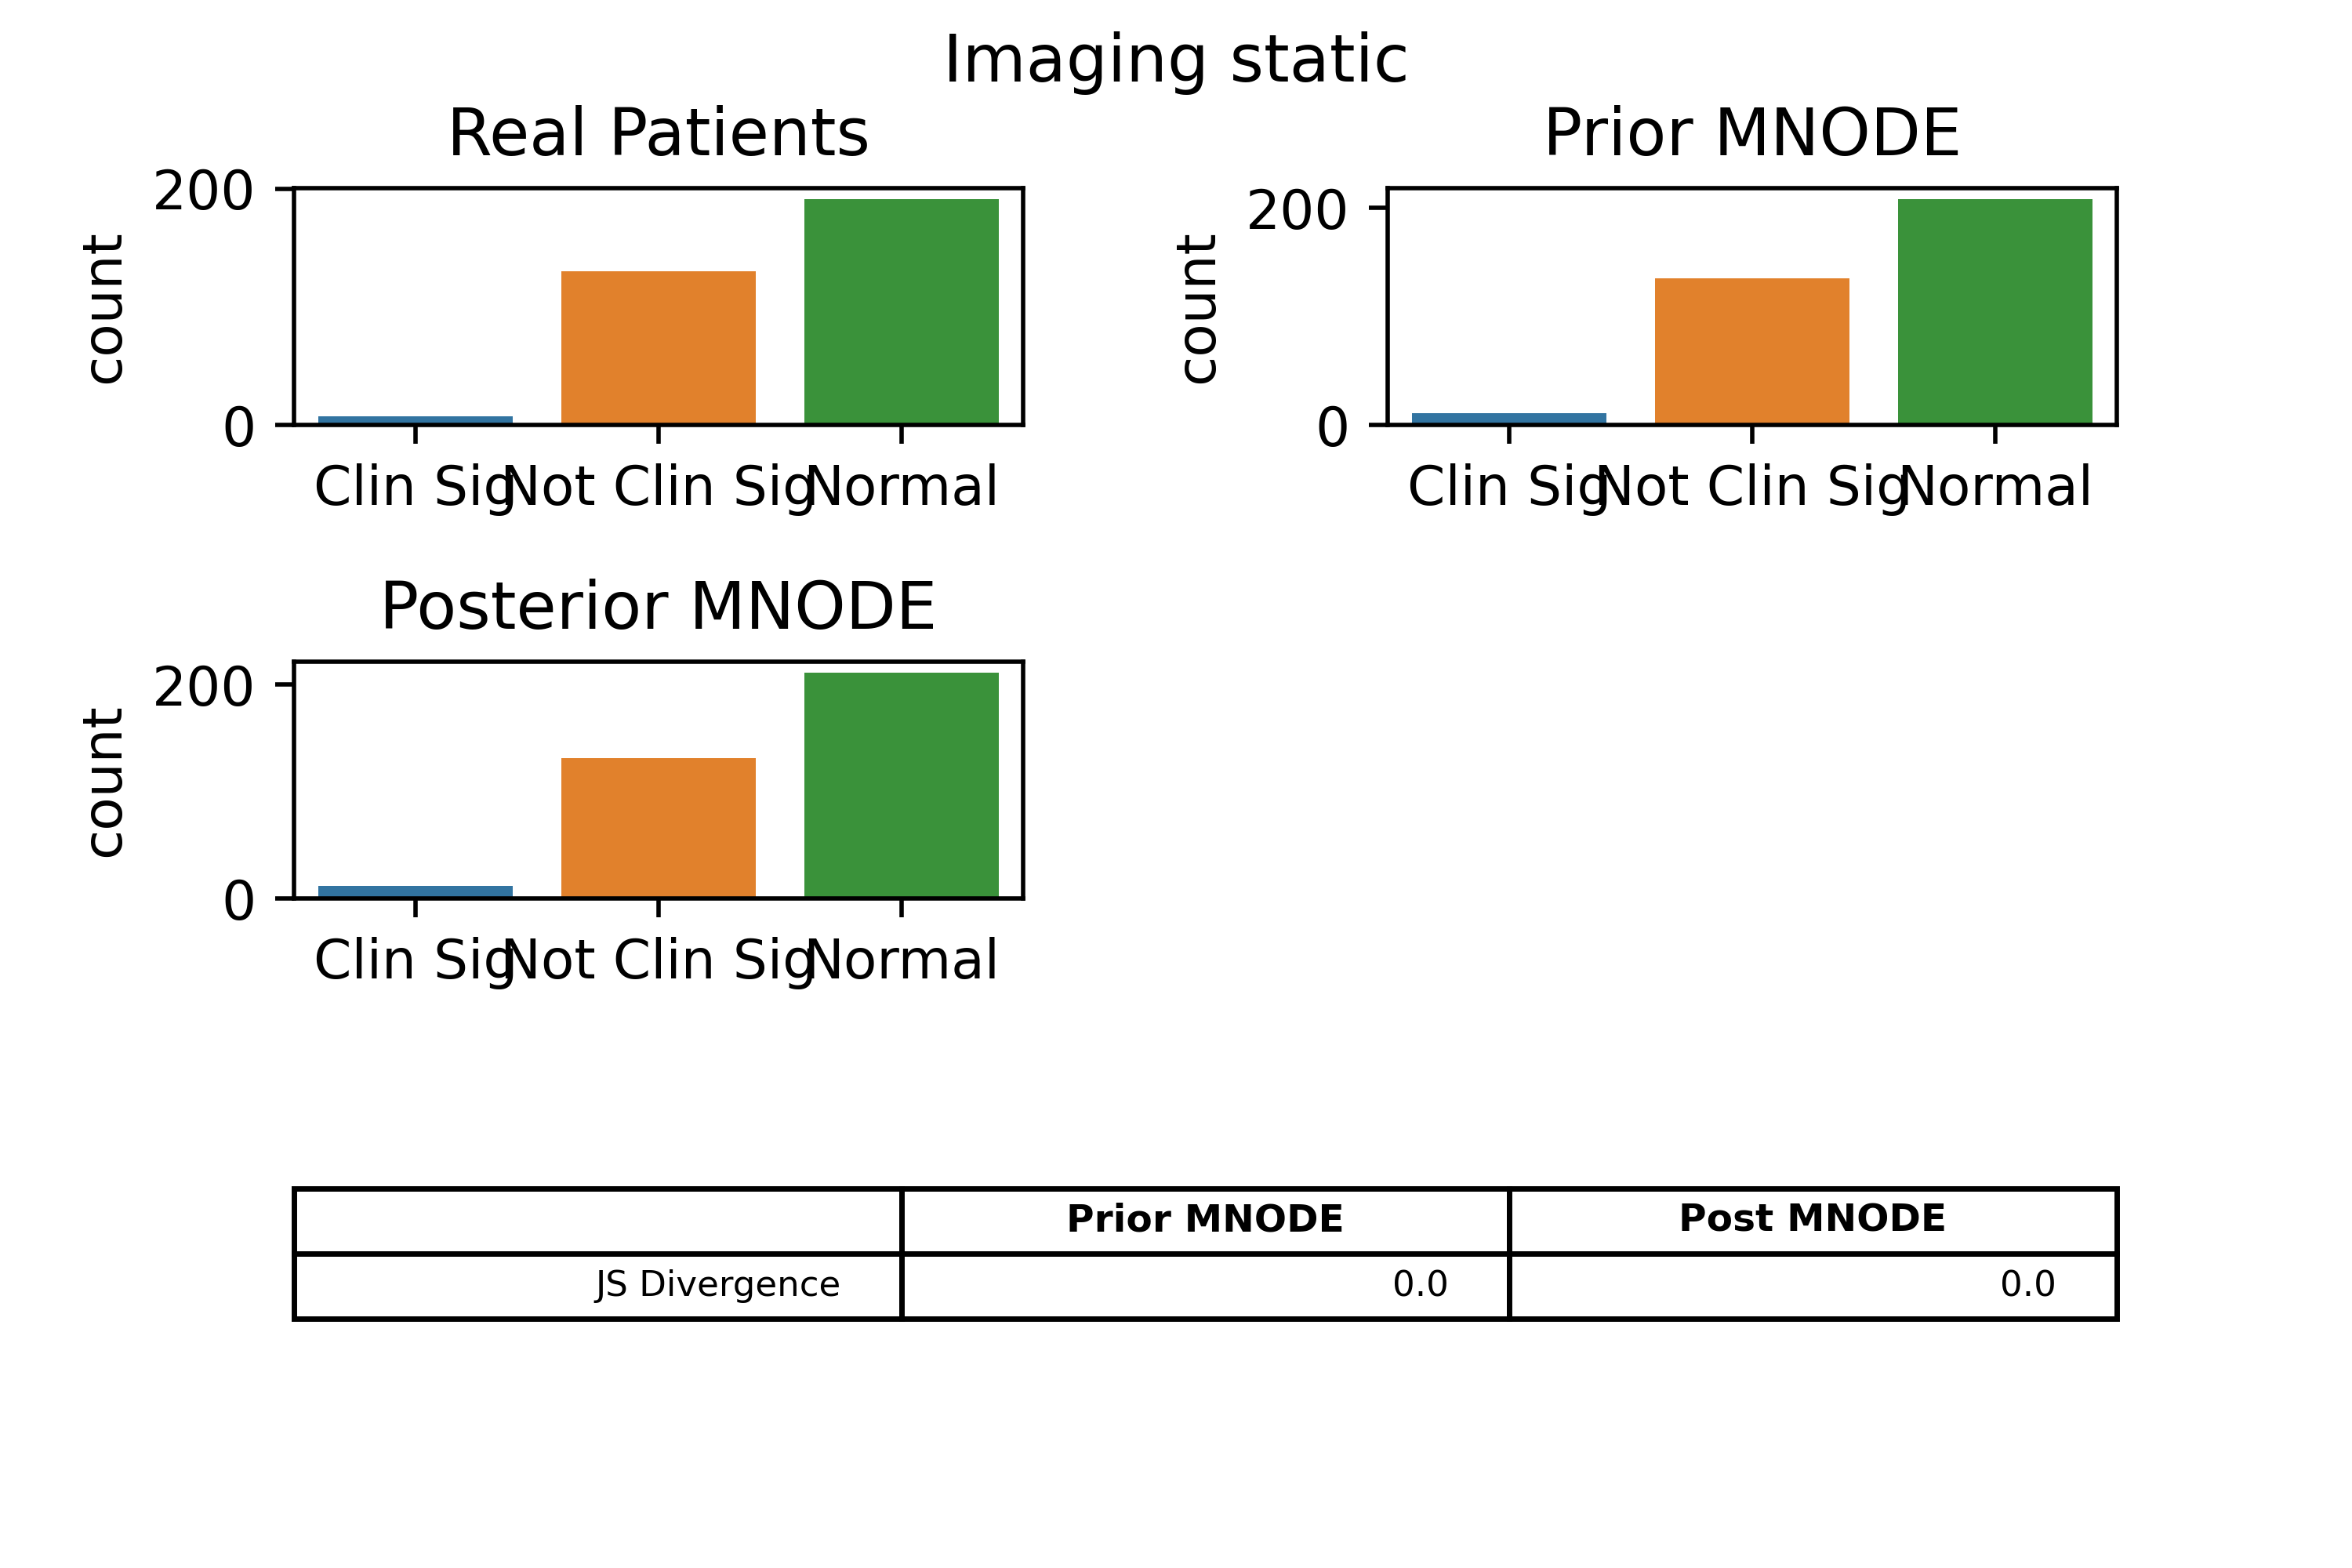 Imaging static
Real Patients
200
count
0
Clin Sig Not Clin Sig Normal
Prior MNODE
200
count
0
Clin Sig Not Clin Sig Normal
Posterior MNODE
200
count
0
Clin Sig Not Clin Sig Normal
Prior MNODE Post MNODE
JS Divergence 0.0 0.0